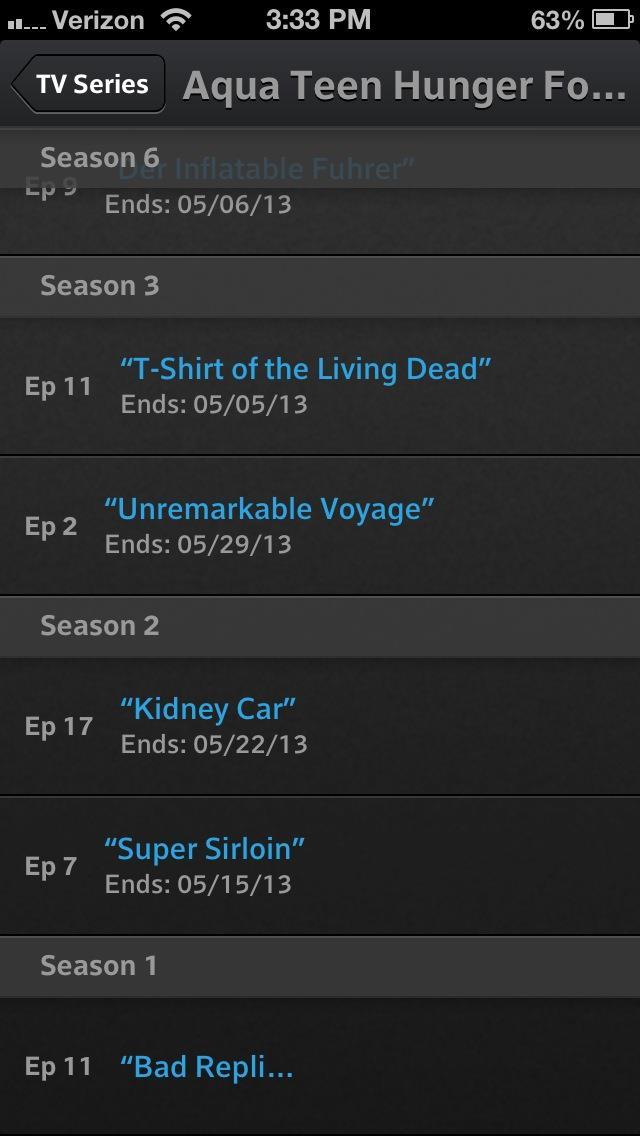 Verizon 3:33 PM 63%
TV Series Aqua Teen Hunger Fo...
Season 6
Ep 9 “Der Inflatable Fuhrer”
Ends: 05/06/13
Season 3
Ep 11 “T-Shirt of the Living Dead”
Ends: 05/05/13
Ep 2 “Unremarkable Voyage”
Ends: 05/29/13
Season 2
Ep 17 “Kidney Car”
Ends: 05/22/13
Ep 7 “Super Sirloin”
Ends: 05/15/13
Season 1
Ep 11 “Bad Repli...